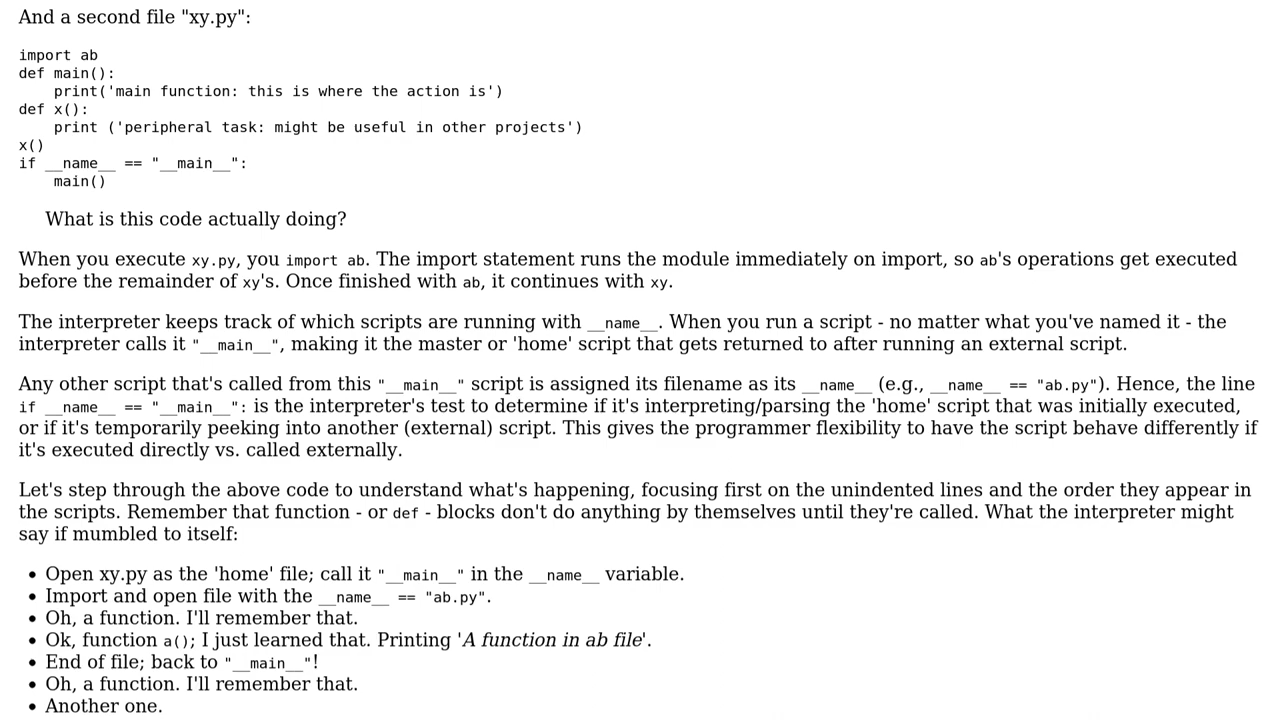 And a second file "xy.py":
import ab
def main():
    print('main function: this is where the action is')
def x():
    print ('peripheral task: might be useful in other projects')
x()
if __name__ == "__main__":
    main()
What is this code actually doing?
When you execute xy.py, you import ab. The import statement runs the module immediately on import, so ab's operations get executed
before the remainder of xy's. Once finished with ab, it continues with xy.
The interpreter keeps track of which scripts are running with __name__. When you run a script - no matter what you've named it - the
interpreter calls it "__main__", making it the master or 'home' script that gets returned to after running an external script.
Any other script that's called from this "__main__" script is assigned its filename as its __name__ (e.g., __name__ == "ab.py"). Hence, the line
if __name__ == "__main__": is the interpreter's test to determine if it's interpreting/parsing the 'home' script that was initially executed,
or if it's temporarily peeking into another (external) script. This gives the programmer flexibility to have the script behave differently if
it's executed directly vs. called externally.
Let's step through the above code to understand what's happening, focusing first on the unindented lines and the order they appear in
the scripts. Remember that function - or def - blocks don't do anything by themselves until they're called. What the interpreter might
say if mumbled to itself:
• Open xy.py as the 'home' file; call it "__main__" in the __name__ variable.
• Import and open file with the __name__ == "ab.py".
• Oh, a function. I'll remember that.
• Ok, function a(); I just learned that. Printing 'A function in ab file'.
• End of file; back to "__main__"!
• Oh, a function. I'll remember that.
• Another one.